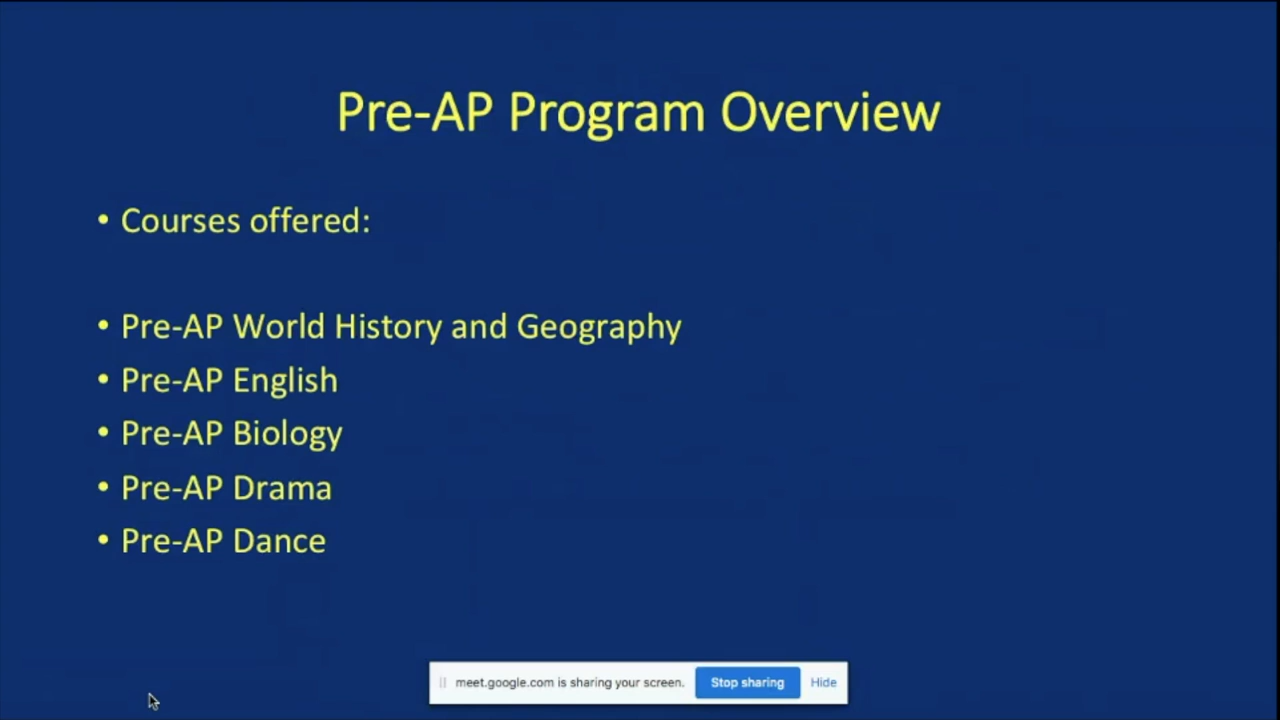 Pre-AP Program Overview
• Courses offered:
• Pre-AP World History and Geography
• Pre-AP English
• Pre-AP Biology
• Pre-AP Drama
• Pre-AP Dance
meet.google.com is sharing your screen. Stop sharing Hide